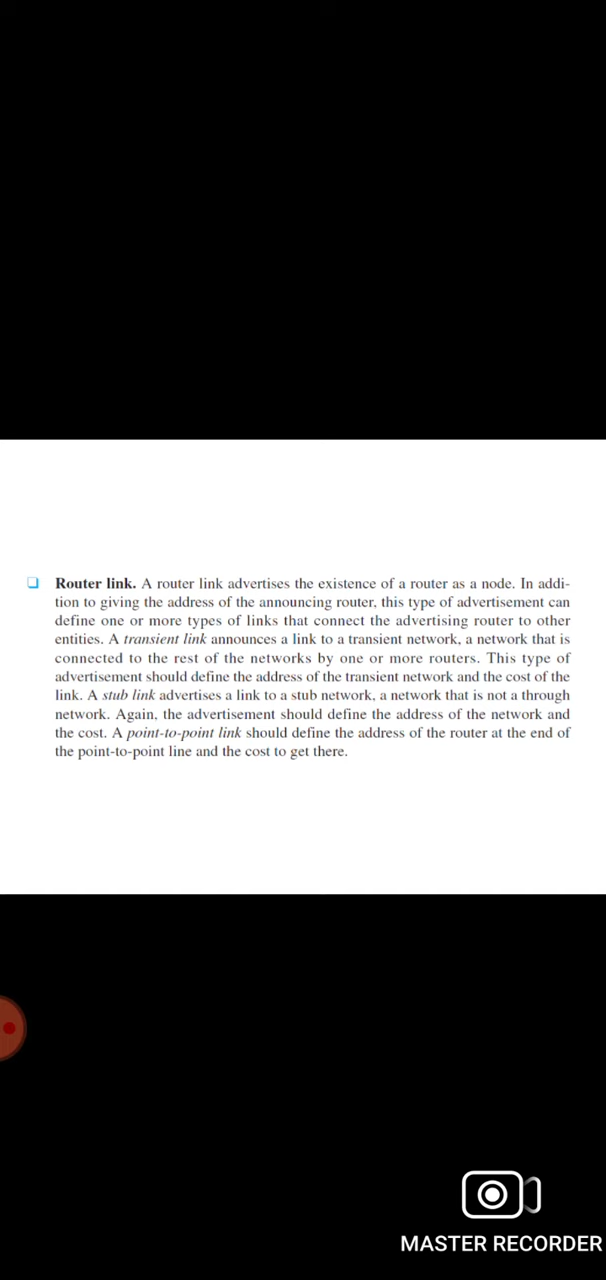 Router link. A router link advertises the existence of a router as a node. In addi-
tion to giving the address of the announcing router, this type of advertisement can
define one or more types of links that connect the advertising router to other
entities. A transient link announces a link to a transient network, a network that is
connected to the rest of the networks by one or more routers. This type of
advertisement should define the address of the transient network and the cost of the
link. A stub link advertises a link to a stub network, a network that is not a through
network. Again, the advertisement should define the address of the network and
the cost. A point-to-point link should define the address of the router at the end of
the point-to-point line and the cost to get there.
MASTER RECORDER